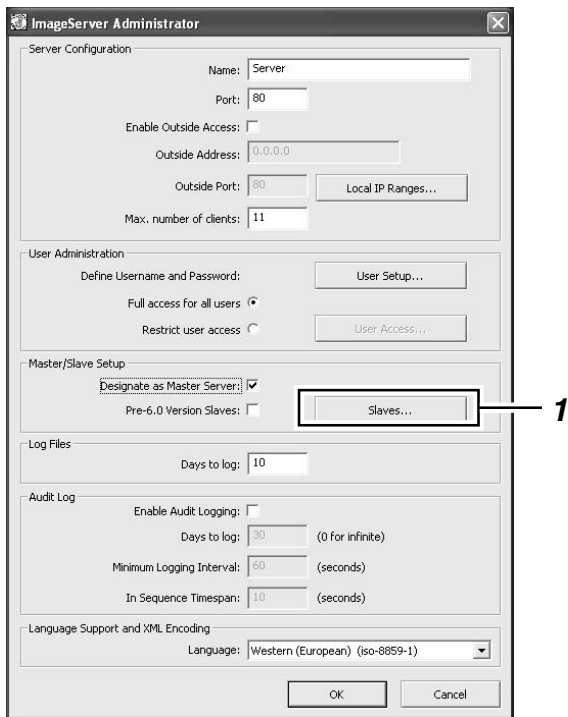 ImageServer Administrator
Server Configuration
Name: Server
Port: 80
Enable Outside Access:
Outside Address: 0.0.0.0
Outside Port: 80 Local IP Ranges...
Max. number of clients: 11
User Administration
Define Username and Password: User Setup...
Full access for all users
Restrict user access User Access...
Master/Slave Setup
Designate as Master Server:
Pre-6.0 Version Slaves: Slaves... 1
Log Files
Days to log: 10
Audit Log
Enable Audit Logging:
Days to log: 30 (0 for infinite)
Minimum Logging Interval: 60 (seconds)
In Sequence Timespan: 10 (seconds)
Language Support and XML Encoding
Language: Western (European) (iso-8859-1)
OK Cancel